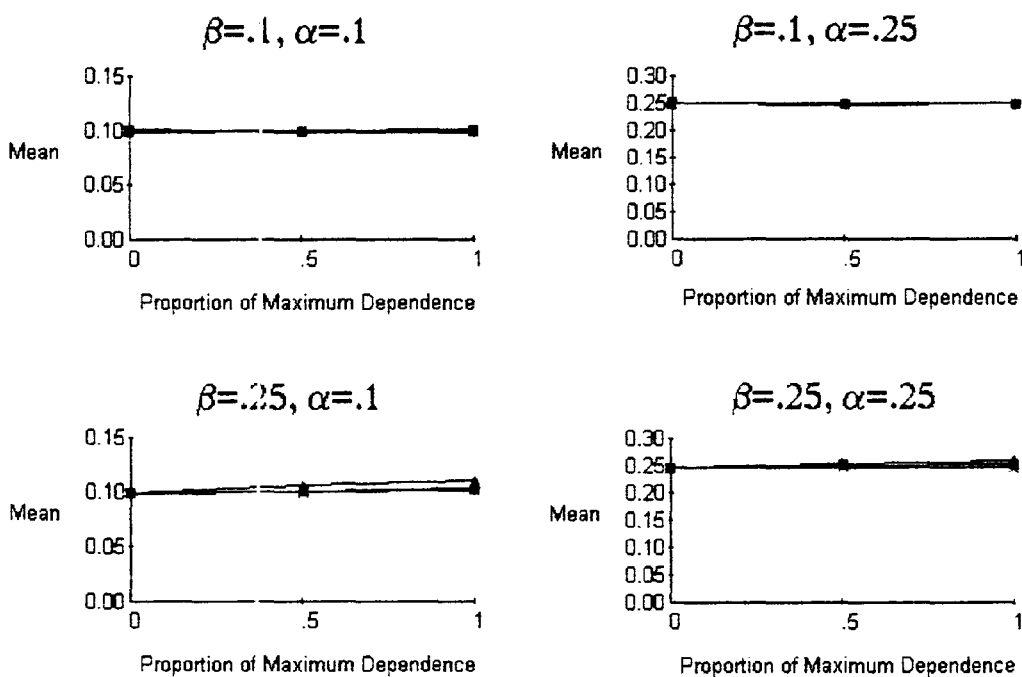 β=.1, α=.1
0.15
0.10
Mean
0.05
0.00
0
.5
1
Proportion of Maximum Dependence
β=.1, α=.25
0.30
0.25
0.20
Mean
0.15
0.10
0.05
0.00
0
.5
1
Proportion of Maximum Dependence
β=.25, α=.1
0.15
0.10
Mean
0.05
0.00
0
.5
1
Proportion of Maximum Dependence
β=.25, α=.25
0.30
0.25
0.20
Mean
0.15
0.10
0.05
0.00
0
.5
1
Proportion of Maximum Dependence